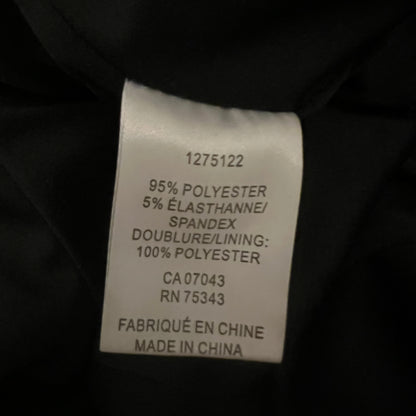 1275122
95% POLYESTER
5% ÉLASTHANNE/
SPANDEX
DOUBLURE/LINING:
100% POLYESTER
CA 07043
RN 75343
FABRIQUÉ EN CHINE
MADE IN CHINA